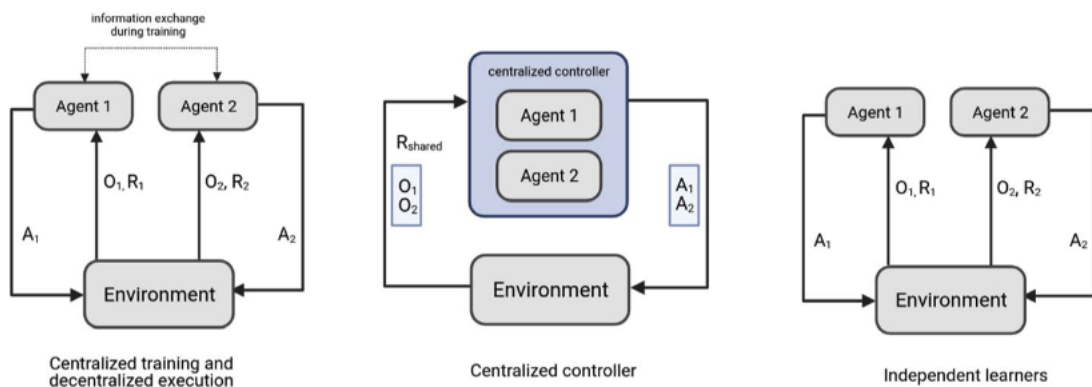 information exchange
during training
Agent 1
Agent 2
O₁, R₁
O₂, R₂
A₁
A₂
Environment
Centralized training and
decentralized execution
centralized controller
Agent 1
Agent 2
Rshared
O₁
O₂
A₁
A₂
Environment
Centralized controller
Agent 1
Agent 2
O₁, R₁
O₂, R₂
A₁
A₂
Environment
Independent learners